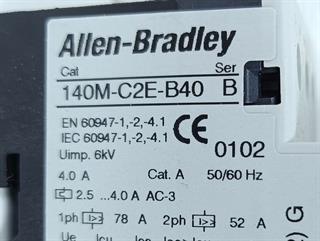 Allen-Bradley
Cat Ser
140M-C2E-B40 B
EN 60947-1,-2,-4.1
IEC 60947-1,-2,-4.1
CE
Uimp. 6kV
0102
4.0 A Cat. A 50/60 Hz
2.5 ...4.0 A AC-3
1ph I> 78 A 2ph I> 52 A
Ue Icu
) G